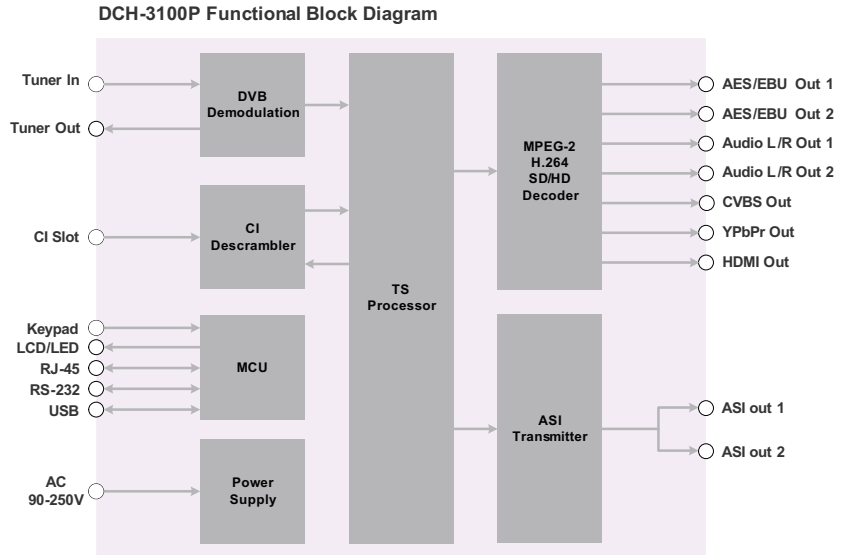 DCH-3100P Functional Block Diagram
Tuner In
Tuner Out
DVB
Demodulation
CI Slot
CI
Descrambler
Keypad
LCD/LED
RJ-45
RS-232
USB
MCU
AC
90-250V
Power
Supply
TS
Processor
MPEG-2
H.264
SD/HD
Decoder
ASI
Transmitter
AES/EBU Out 1
AES/EBU Out 2
Audio L/R Out 1
Audio L/R Out 2
CVBS Out
YPbPr Out
HDMI Out
ASI out 1
ASI out 2